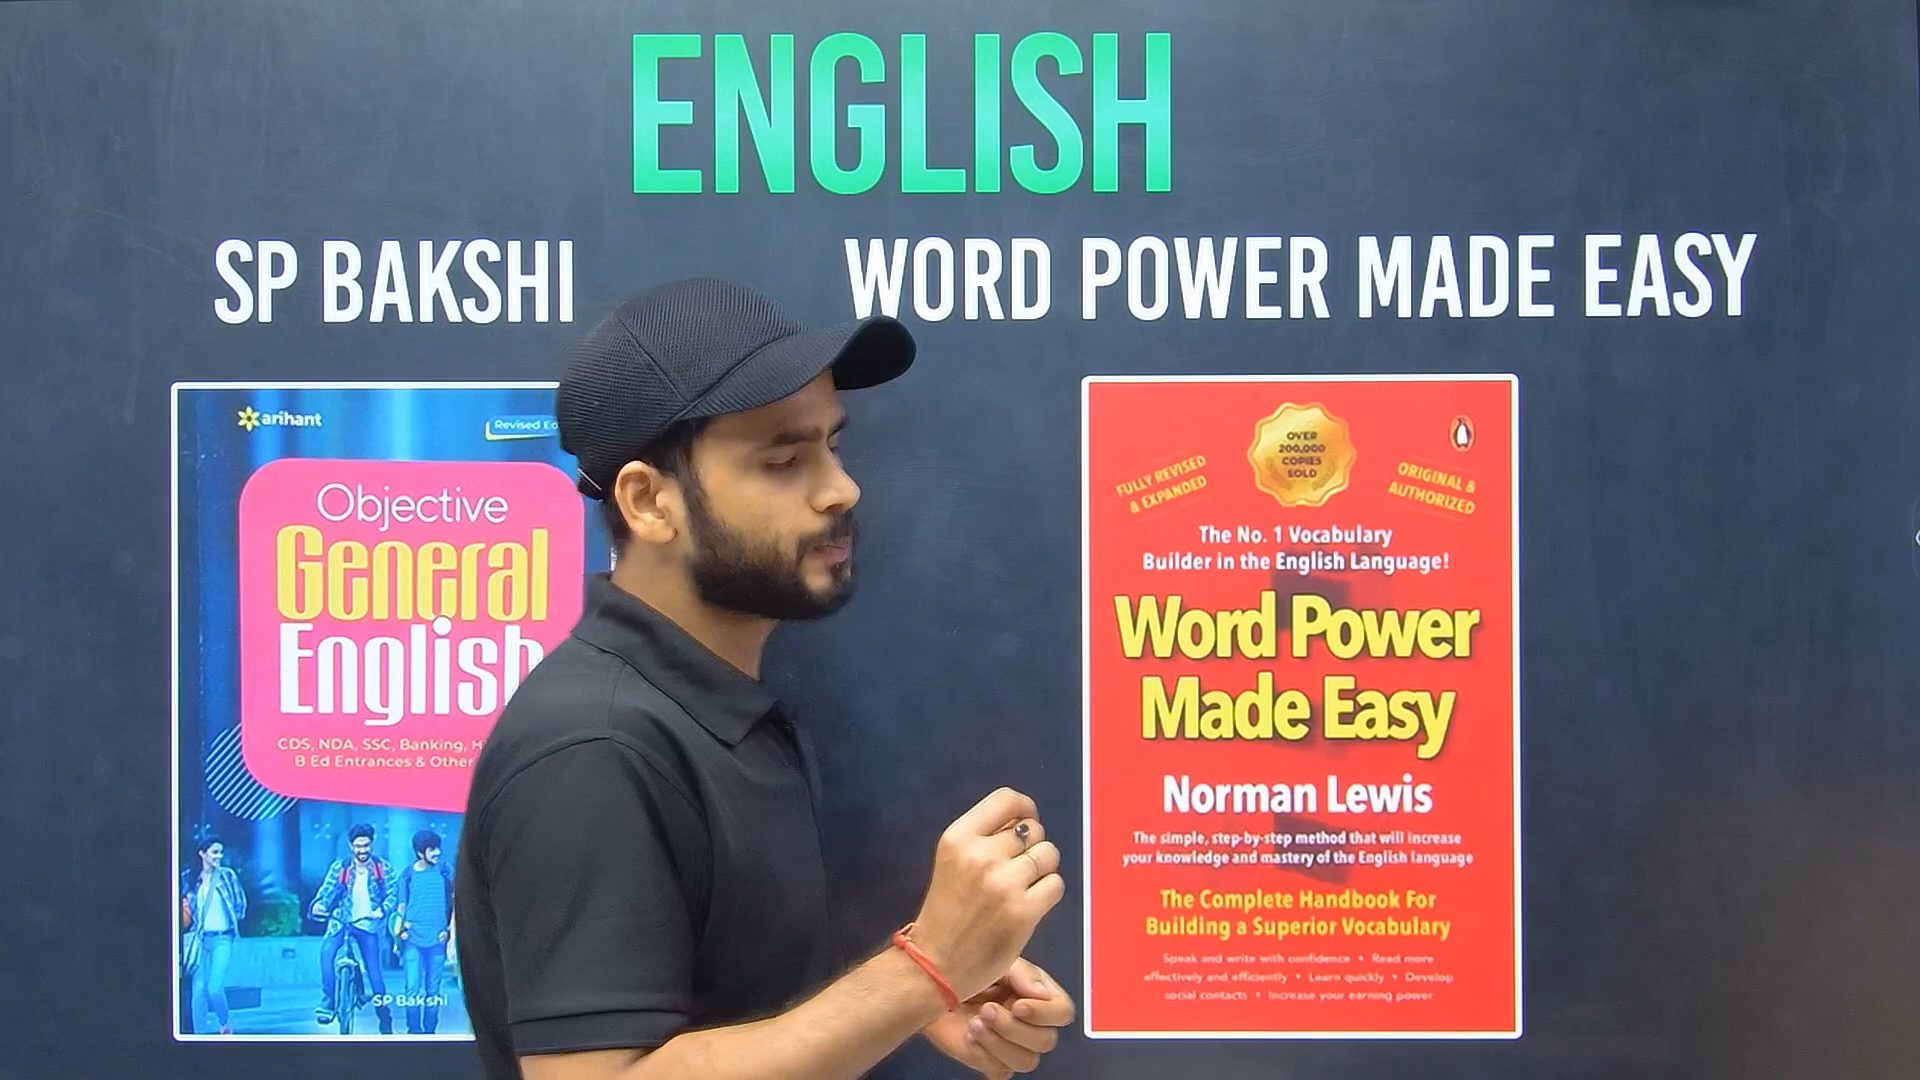 ENGLISH
SP BAKSHI
WORD POWER MADE EASY
arihant
Revised
Objective
General
English
CDS, NDA, SSC, Banking,
B Ed Entrances & Other
SP Bakshi
OVER
200,000
COPIES
SOLD
FULLY REVISED
& EXPANDED
ORIGINAL &
AUTHORIZED
The No. 1 Vocabulary
Builder in the English Language!
Word Power
Made Easy
Norman Lewis
The simple, step-by-step method that will increase
your knowledge and mastery of the English language
The Complete Handbook For
Building a Superior Vocabulary
Speak and write with confidence • Read more
effectively and efficiently • Learn quickly • Develop
social contacts • Increase your earning power